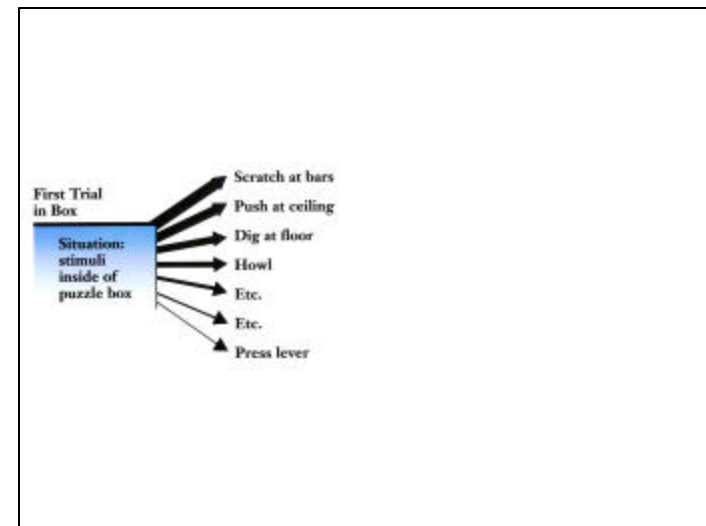 First Trial
in Box
Situation:
stimuli
inside of
puzzle box
Scratch at bars
Push at ceiling
Dig at floor
Howl
Etc.
Etc.
Press lever